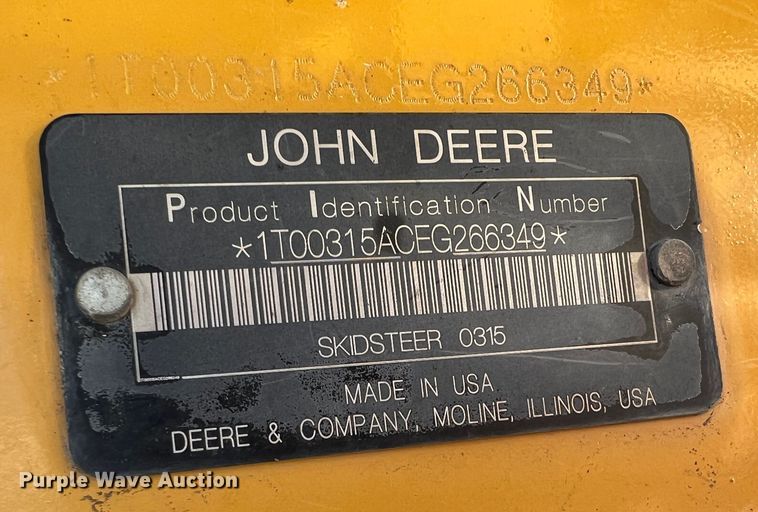 *1T00315ACEG266349*
JOHN DEERE
Product Identification Number
*1T00315ACEG266349*
SKIDSTEER 0315
MADE IN USA
DEERE & COMPANY, MOLINE, ILLINOIS, USA
Purple Wave Auction